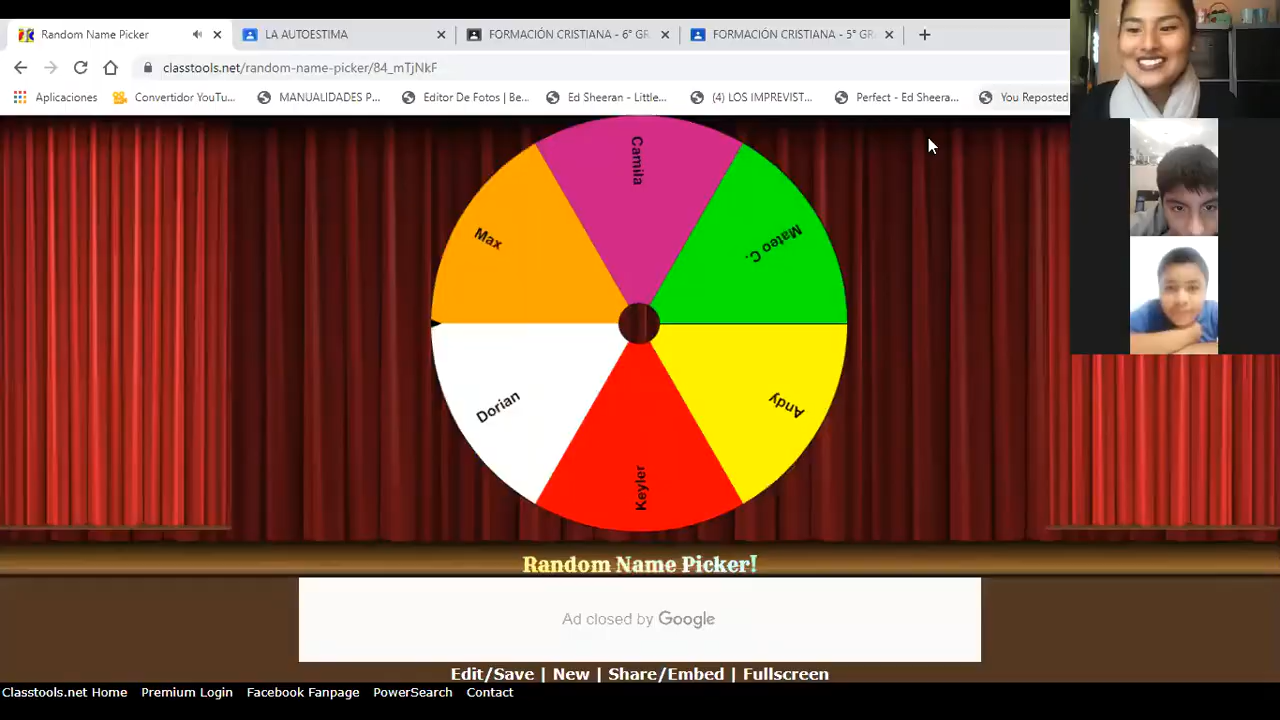 Random Name Picker
LA AUTOESTIMA
FORMACIÓN CRISTIANA - 6° GR
FORMACIÓN CRISTIANA - 5° GR
classtools.net/random-name-picker/84_mTjNkF
Aplicaciones
Convertidor YouTu...
MANUALIDADES P...
Editor De Fotos | Be...
Ed Sheeran - Little...
(4) LOS IMPREVIST...
Perfect - Ed Sheera...
You Reposted
Camila
Max
Mateo C.
Dorian
Andy
Keyler
Random Name Picker!
Ad closed by Google
Edit/Save | New | Share/Embed | Fullscreen
Classtools.net Home Premium Login Facebook Fanpage PowerSearch Contact